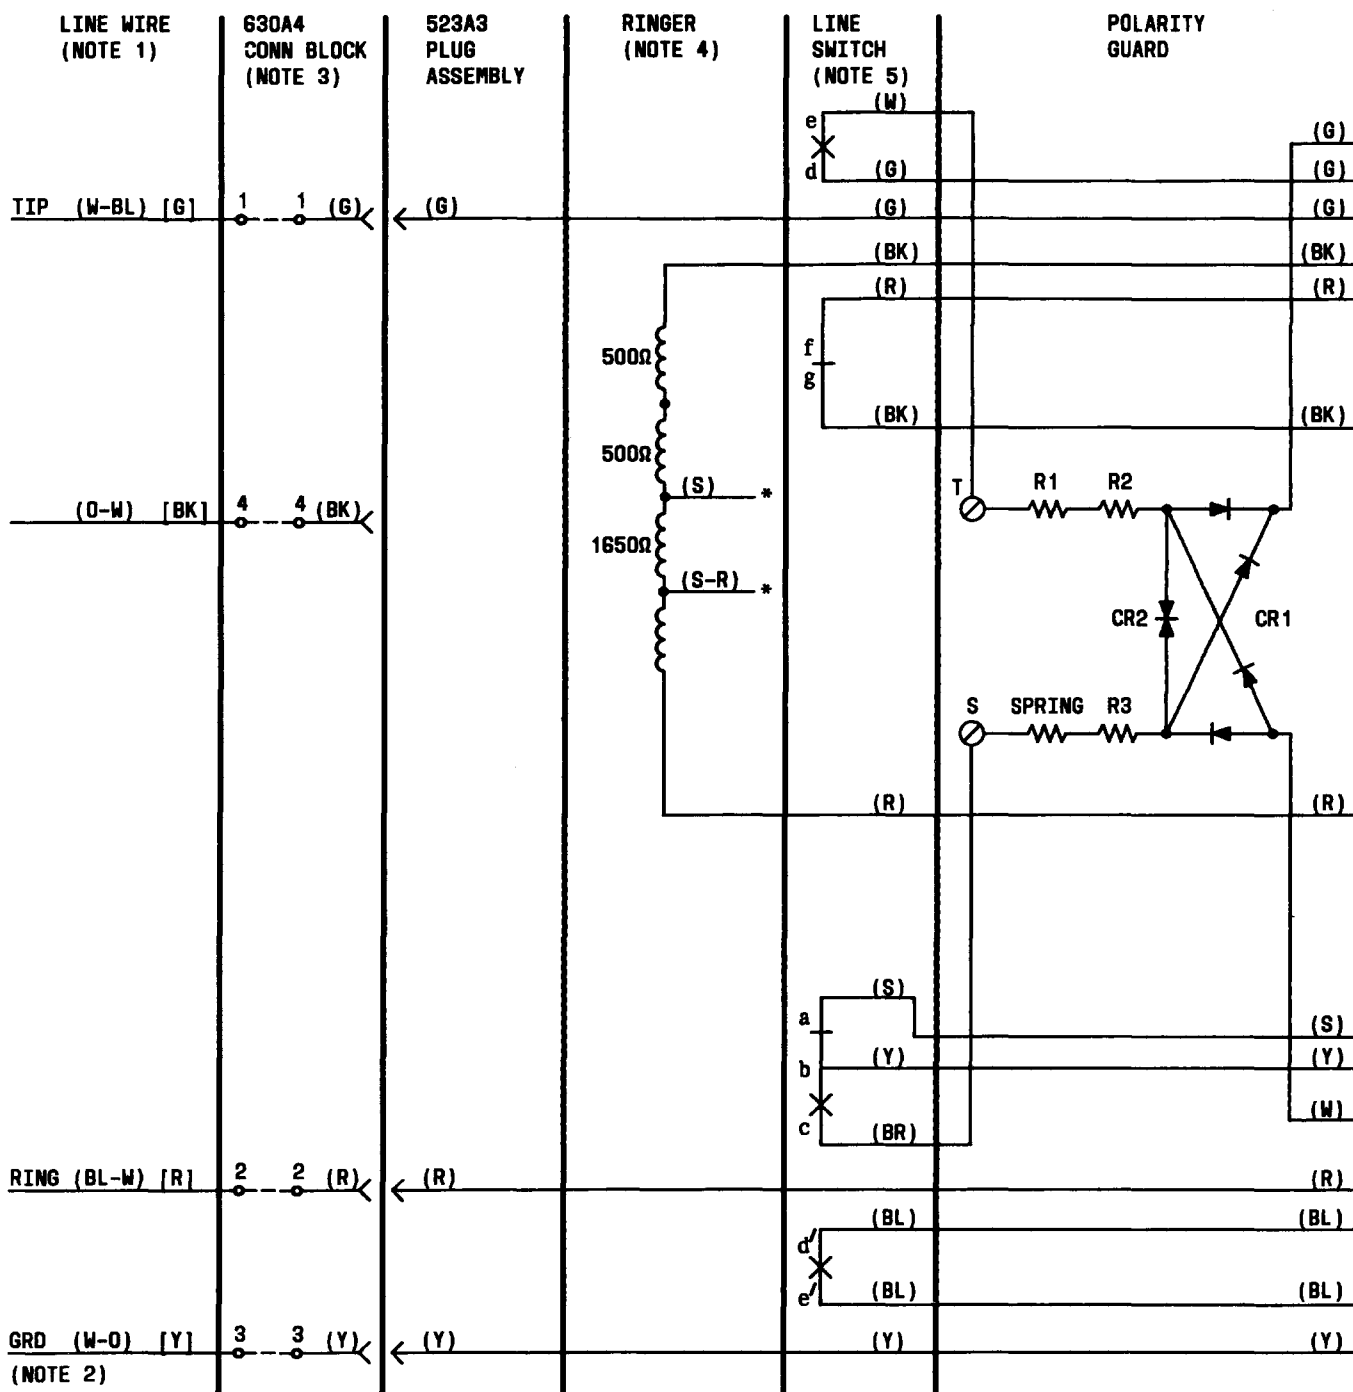 LINE WIRE
(NOTE 1)
630A4
CONN BLOCK
(NOTE 3)
523A3
PLUG
ASSEMBLY
RINGER
(NOTE 4)
LINE
SWITCH
(NOTE 5)
POLARITY
GUARD
(W)
e
(G)
d
(G)
(G)
TIP (W-BL) [G]
1
1
(G)
(G)
(G)
(G)
(BK)
(BK)
(R)
(R)
500Ω
f
g
(BK)
(BK)
500Ω
(S)
*
T
R1
R2
(O-W) [BK]
4
4
(BK)
1650Ω
(S-R)
*
CR2
CR1
S
SPRING
R3
(R)
(R)
(S)
a
(S)
b
(Y)
(Y)
c
(BR)
(W)
RING (BL-W) [R]
2
2
(R)
(R)
(R)
(BL)
(BL)
d′
e′
(BL)
(BL)
GRD (W-O) [Y]
3
3
(Y)
(Y)
(Y)
(Y)
(NOTE 2)